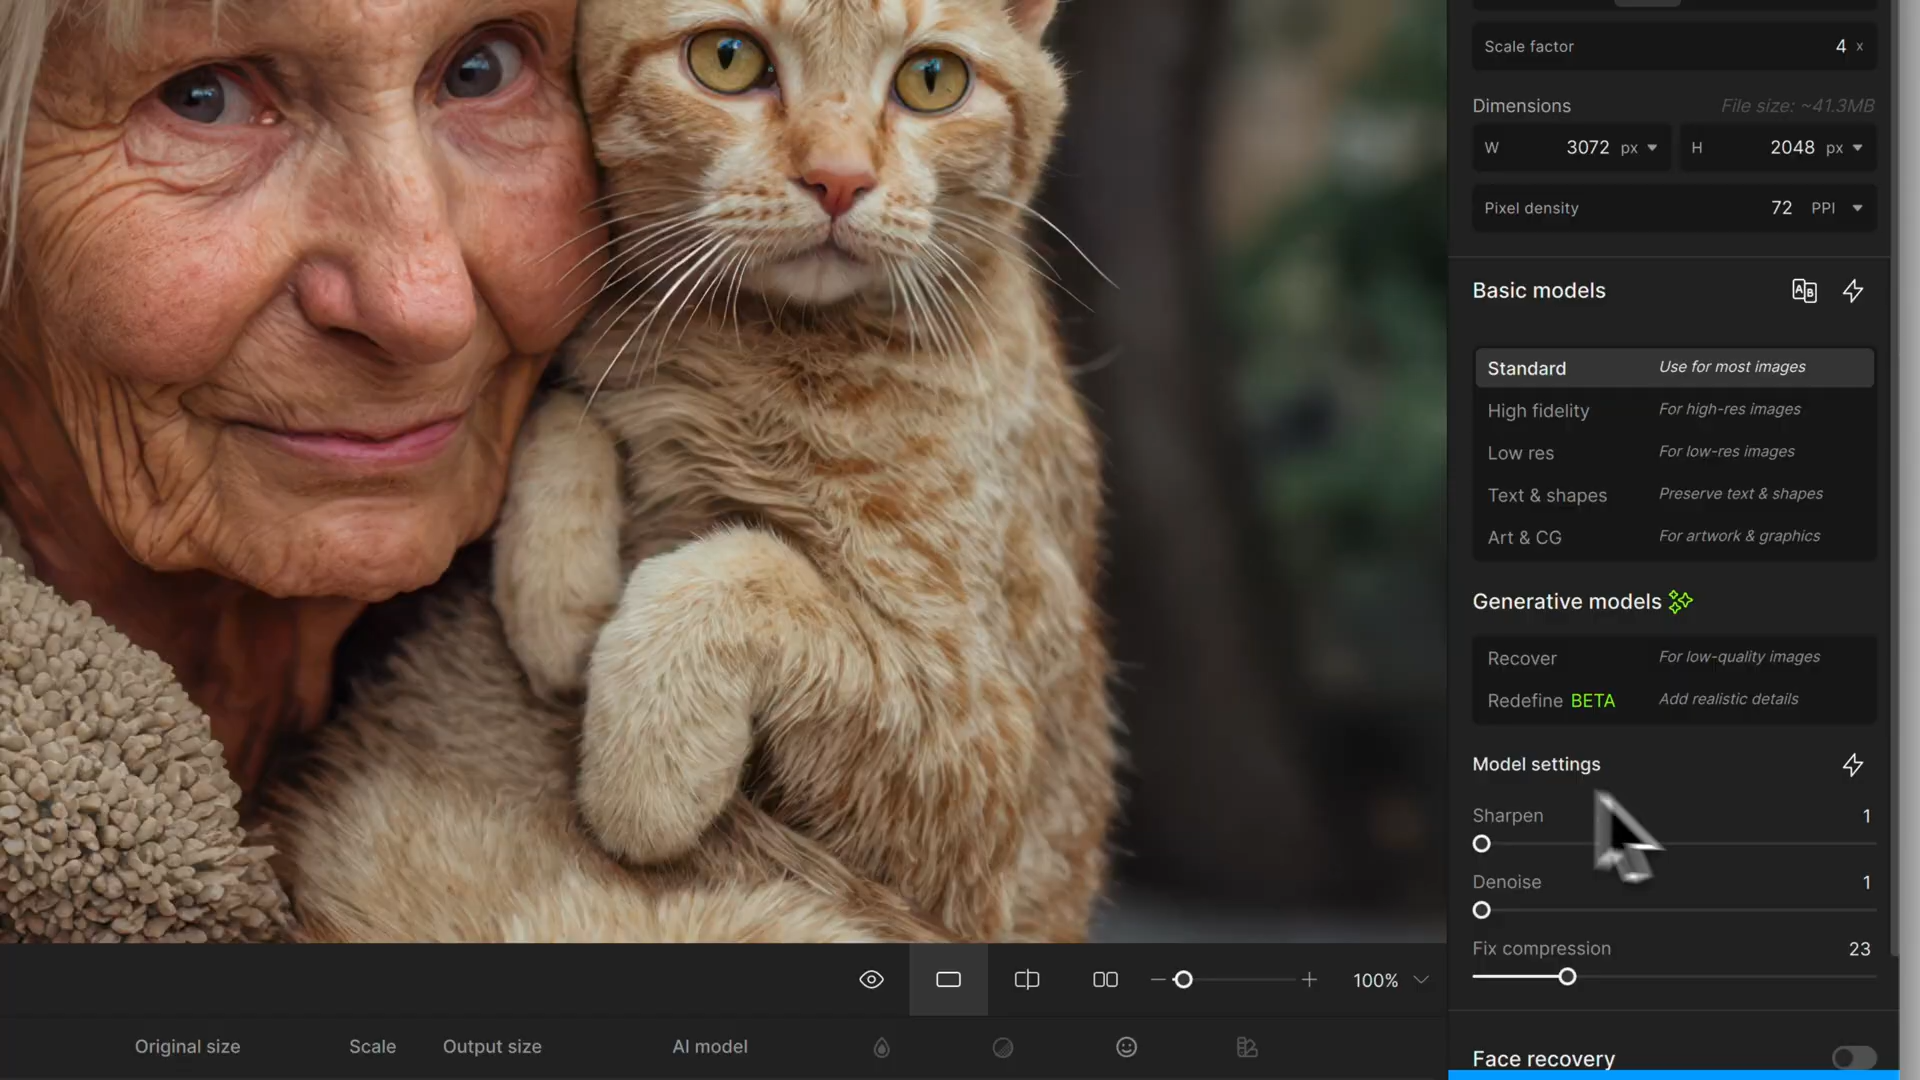 Scale factor 4 x
Dimensions File size: ~41.3MB
W 3072 px H 2048 px
Pixel density 72 PPI
Basic models
Standard Use for most images
High fidelity For high-res images
Low res For low-res images
Text & shapes Preserve text & shapes
Art & CG For artwork & graphics
Generative models
Recover For low-quality images
Redefine BETA Add realistic details
Model settings
Sharpen 1
Denoise 1
Fix compression 23
100%
Original size Scale Output size AI model
Face recovery